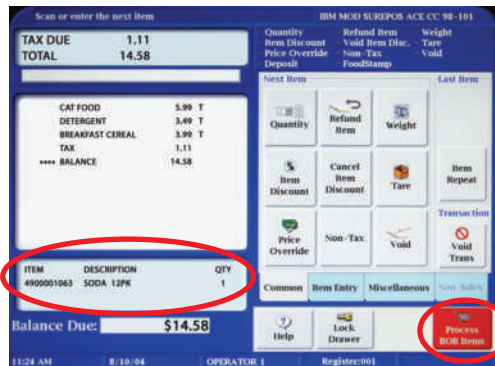 Scan or enter the next item
IBM MOD SUREPOS ACE CC 98-101
TAX DUE 1.11
TOTAL 14.58
Quantity Refund Item Weight
Item Discount Void Item Disc. Tare
Price Override Non-Tax Void
Deposit FoodStamp
Next Item
Last Item
CAT FOOD 5.99 T
DETERGENT 3.49 T
BREAKFAST CEREAL 3.99 T
TAX 1.11
**** BALANCE 14.58
Quantity
Refund Item
Weight
Item Discount
Cancel Item Discount
Tare
Item Repeat
Transaction
Price Override
Non-Tax
Void
Void Trans
ITEM DESCRIPTION QTY
4900001063 SODA 12PK 1
Common Item Entry Miscellaneous Non-Sales
Balance Due: $14.58
Help
Lock Drawer
Process BOB Items
11:24 AM 8/10/04 OPERATOR 1 Register:001